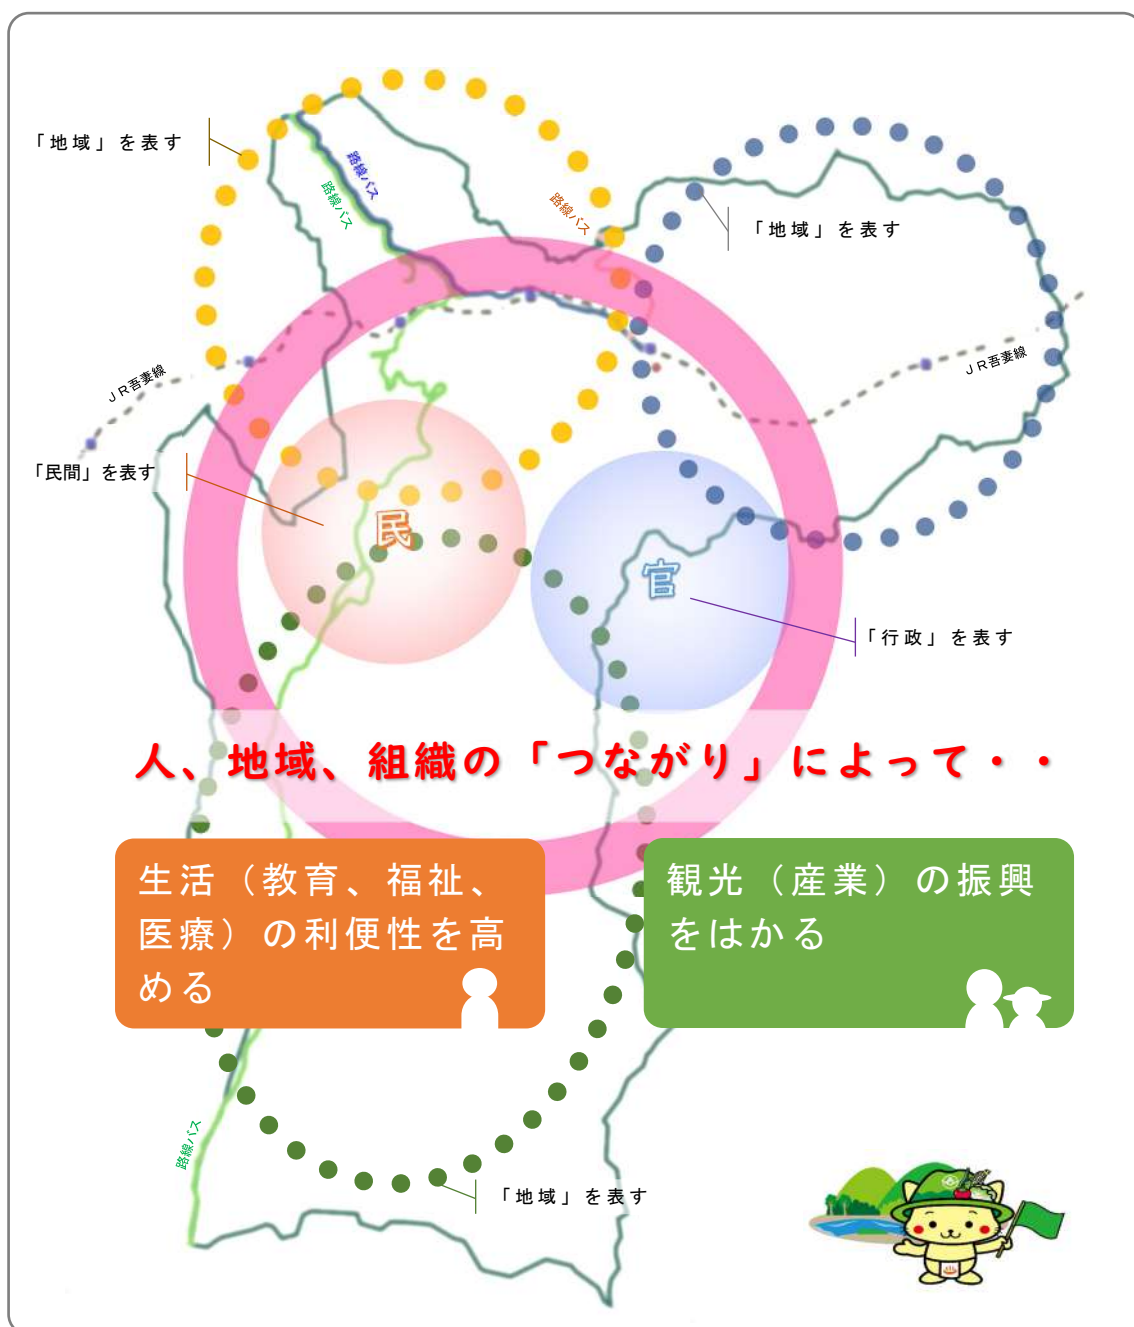 「地域」を表す
路線バス
路線バス
路線バス
「地域」を表す
ＪＲ吾妻線
ＪＲ吾妻線
「民間」を表す
民
官
「行政」を表す
人、地域、組織の「つながり」によって・・
生活（教育、福祉、
医療）の利便性を高
める
観光（産業）の振興
をはかる
路線バス
「地域」を表す